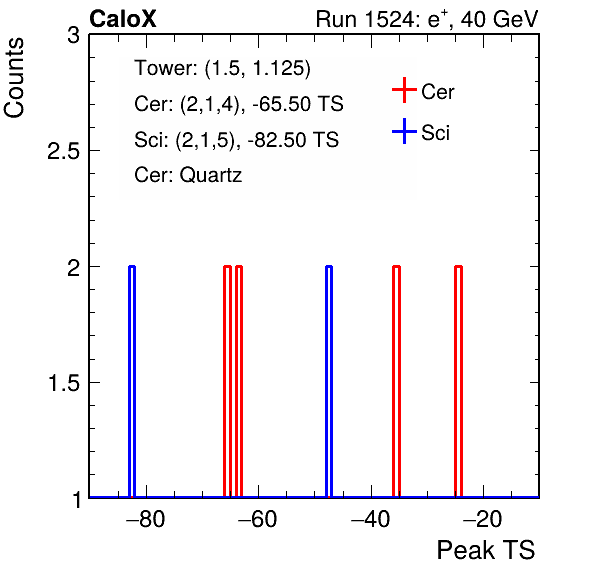 CaloX Run 1524: e⁺, 40 GeV
Counts
3
2.5
2
1.5
1
Tower: (1.5, 1.125)
Cer: (2,1,4), -65.50 TS
Sci: (2,1,5), -82.50 TS
Cer: Quartz
Cer
Sci
−80 −60 −40 −20
Peak TS